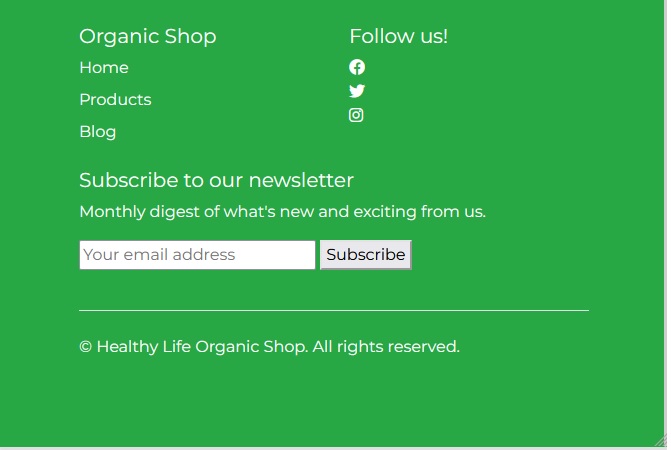 Organic Shop
Home
Products
Blog
Follow us!
Subscribe to our newsletter
Monthly digest of what's new and exciting from us.
Your email address
Subscribe
© Healthy Life Organic Shop. All rights reserved.